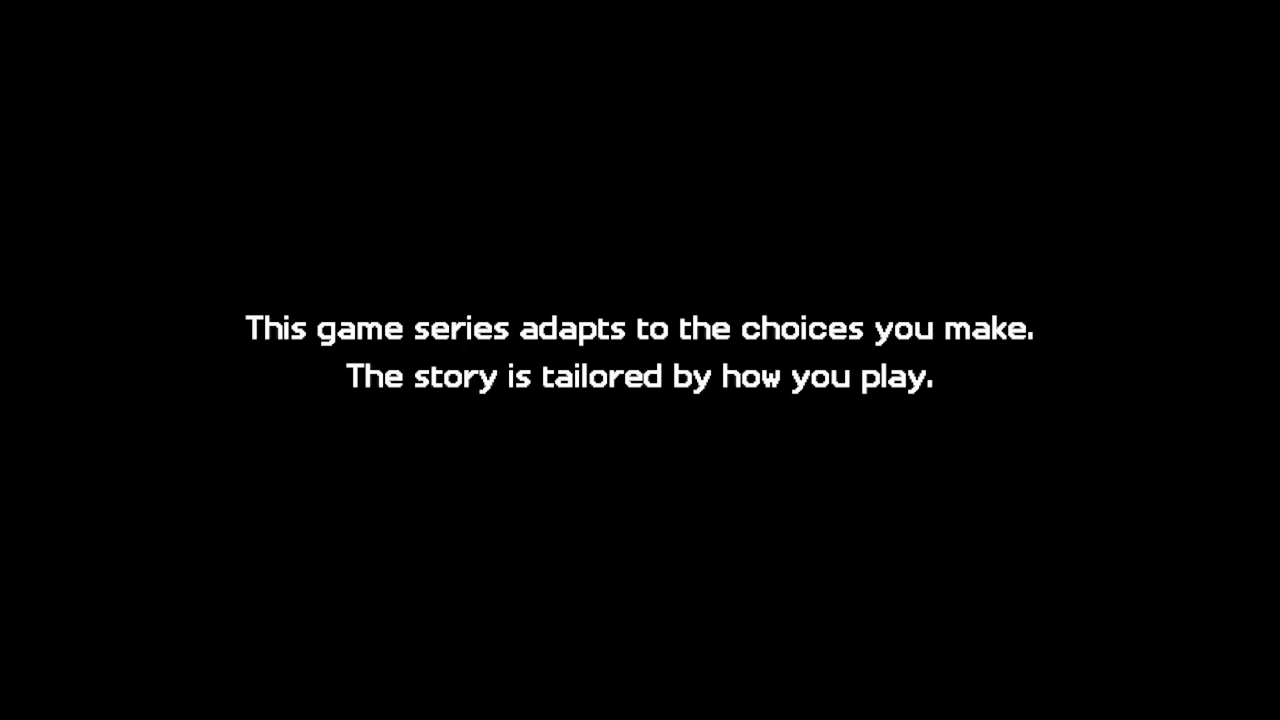 This game series adapts to the choices you make.
The story is tailored by how you play.